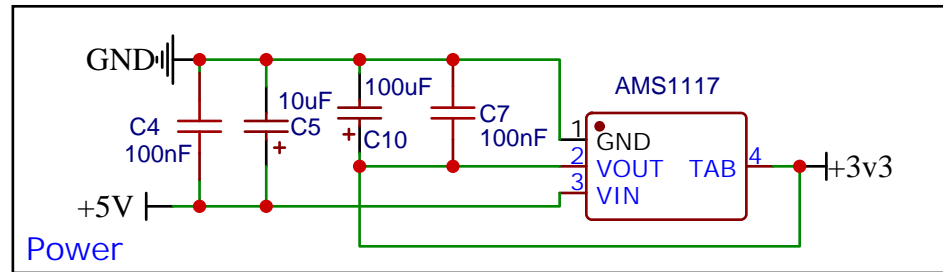 GND
10uF
100uF
AMS1117
C4
C5
C7
100nF
+
+
C10
100nF
1
GND
2
VOUT
TAB
4
+3v3
3
VIN
+5V
Power